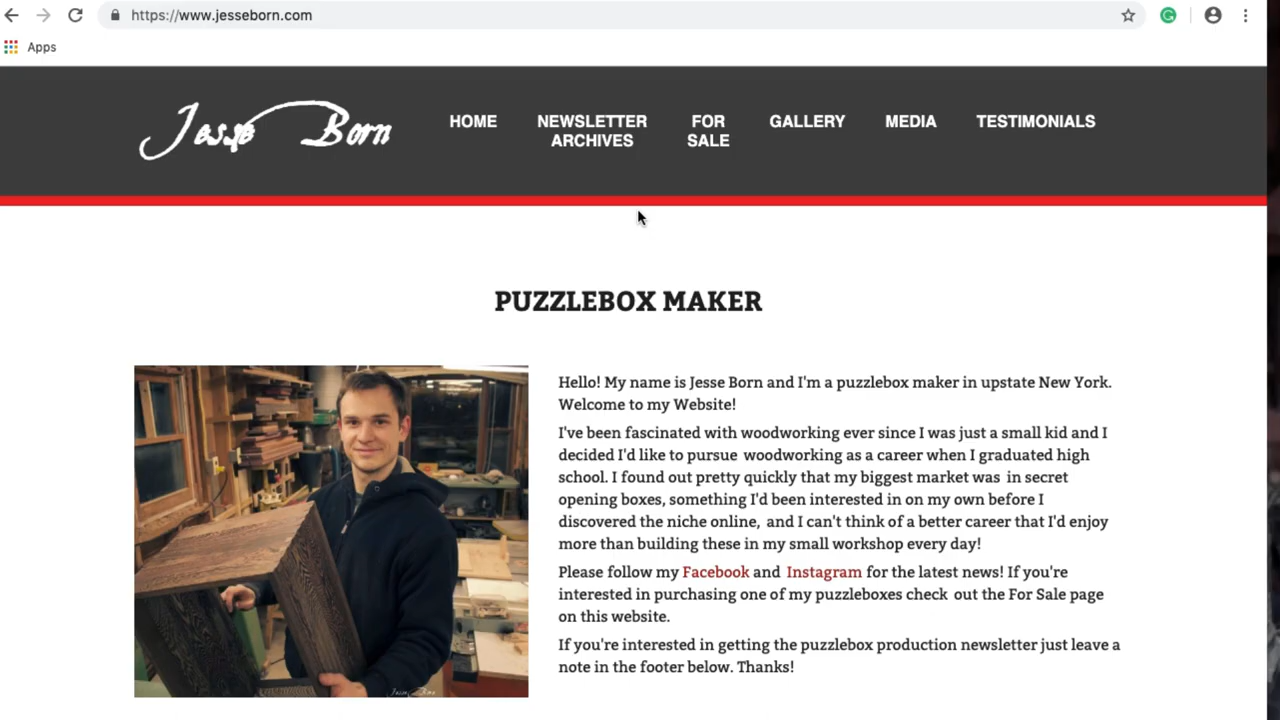 https://www.jesseborn.com
Apps
Jesse Born
HOME
NEWSLETTER
ARCHIVES
FOR
SALE
GALLERY
MEDIA
TESTIMONIALS
PUZZLEBOX MAKER
Hello! My name is Jesse Born and I'm a puzzlebox maker in upstate New York.
Welcome to my Website!
I've been fascinated with woodworking ever since I was just a small kid and I
decided I'd like to pursue woodworking as a career when I graduated high
school. I found out pretty quickly that my biggest market was in secret
opening boxes, something I'd been interested in on my own before I
discovered the niche online, and I can't think of a better career that I'd enjoy
more than building these in my small workshop every day!
Please follow my Facebook and Instagram for the latest news! If you're
interested in purchasing one of my puzzleboxes check out the For Sale page
on this website.
If you're interested in getting the puzzlebox production newsletter just leave a
note in the footer below. Thanks!
Jesse Born